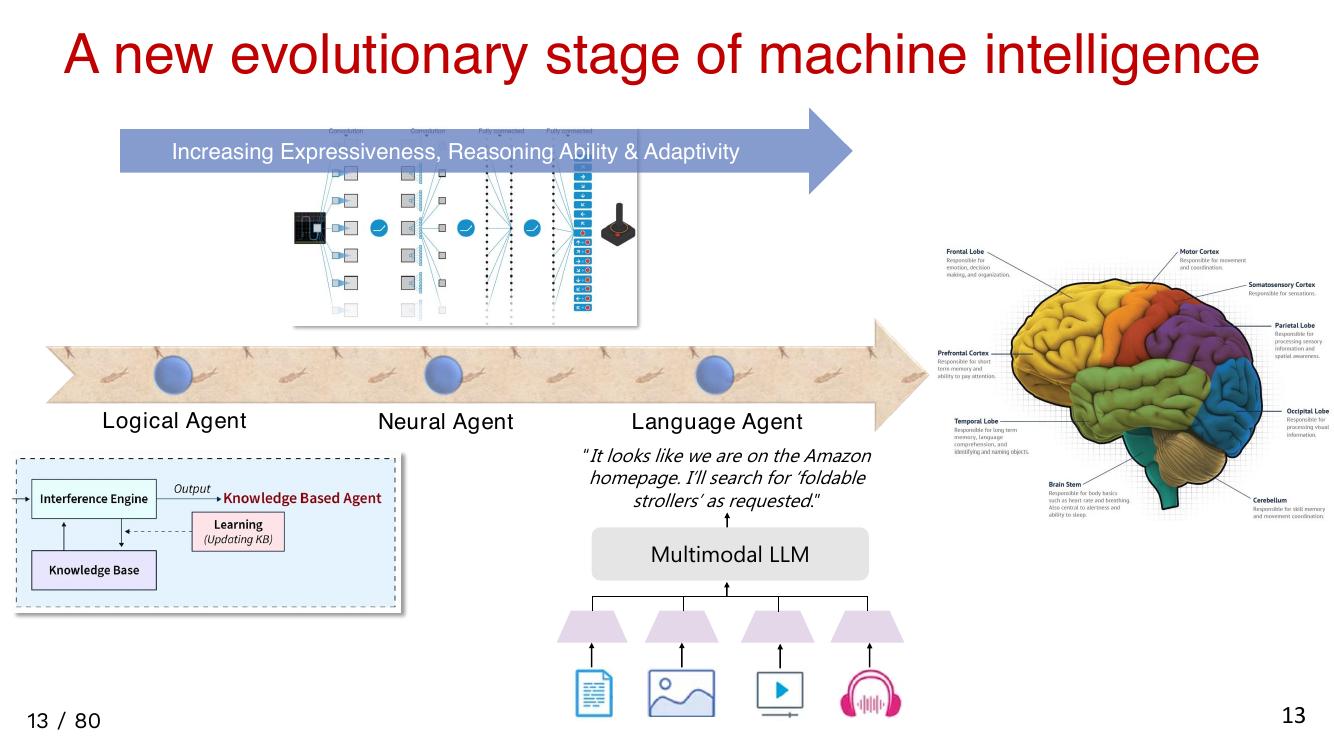 A new evolutionary stage of machine intelligence
Convolution
Convolution
Fully connected
Fully connected
Increasing Expressiveness, Reasoning Ability & Adaptivity
Logical Agent
Neural Agent
Language Agent
Interference Engine
Output
Knowledge Based Agent
Learning
(Updating KB)
Knowledge Base
"It looks like we are on the Amazon
homepage. I'll search for 'foldable
strollers' as requested."
Multimodal LLM
Frontal Lobe
Responsible for
emotion, decision
making, and organization.
Motor Cortex
Responsible for movement
and coordination.
Somatosensory Cortex
Responsible for sensations.
Parietal Lobe
Responsible for
processing sensory
information and
spatial awareness.
Prefrontal Cortex
Responsible for short
term memory and
ability to pay attention.
Temporal Lobe
Responsible for long term
memory, language
comprehension, and
identifying and naming objects.
Occipital Lobe
Responsible for
processing visual
information.
Brain Stem
Responsible for body basics
such as heart rate and breathing.
Also central to alertness and
ability to sleep.
Cerebellum
Responsible for skill memory
and movement coordination.
13 / 80
13